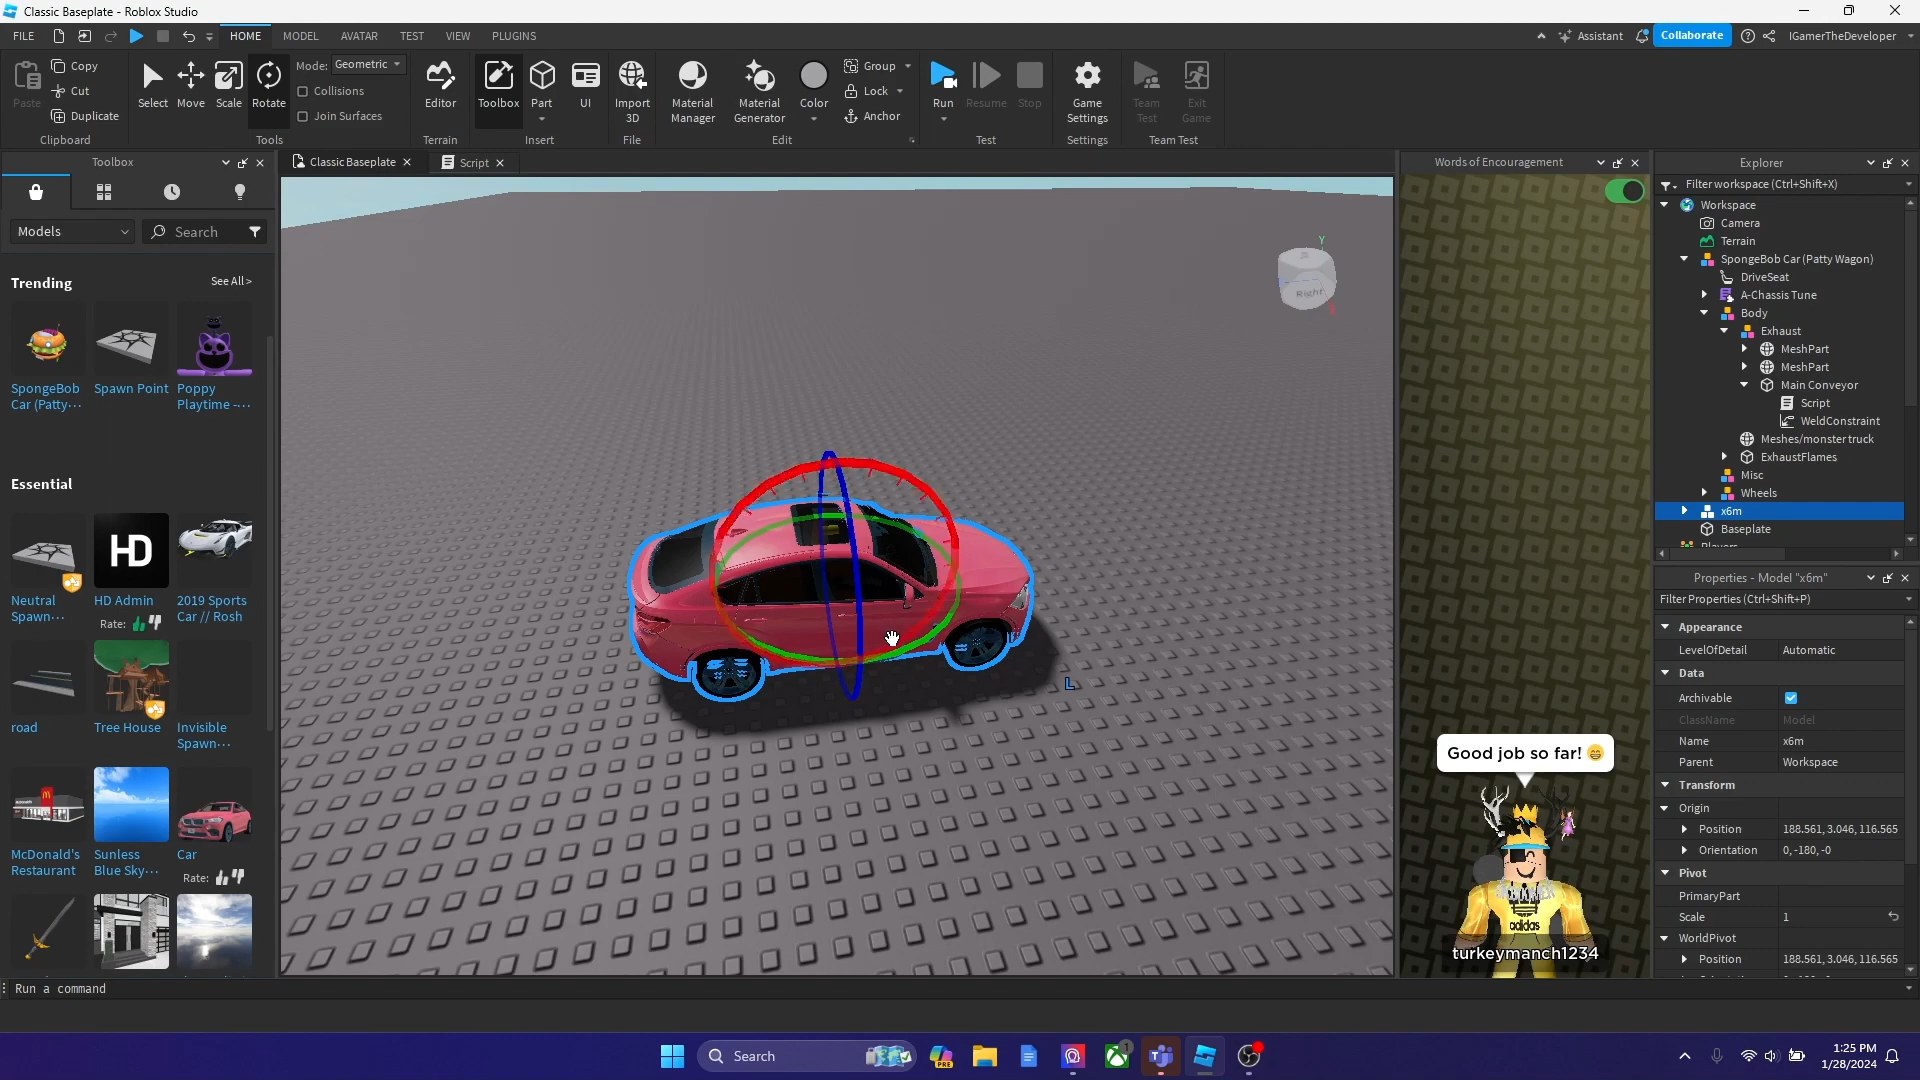 Classic Baseplate - Roblox Studio
FILE
HOME
MODEL
AVATAR
TEST
VIEW
PLUGINS
Assistant
Collaborate
IGamerTheDeveloper
Paste
Copy
Cut
Duplicate
Clipboard
Select
Move
Scale
Rotate
Mode:
Geometric
Collisions
Join Surfaces
Tools
Editor
Terrain
Toolbox
Part
UI
Insert
Import
3D
File
Material
Manager
Material
Generator
Color
Group
Lock
Anchor
Edit
Run
Resume
Stop
Test
Game
Settings
Settings
Team
Test
Exit
Game
Team Test
Toolbox
Classic Baseplate
Script
Words of Encouragement
Explorer
Models
Search
Trending
See All >
SpongeBob
Car (Patty···
Spawn Point
Poppy
Playtime -···
Essential
HD
Neutral
Spawn···
HD Admin
Rate:
2019 Sports
Car // Rosh
road
Tree House
Invisible
Spawn···
McDonald's
Restaurant
Sunless
Blue Sky···
Car
Rate:
Y
Right
L
Good job so far! 😄
adidas
turkeymanch1234
Filter workspace (Ctrl+Shift+X)
Workspace
Camera
Terrain
SpongeBob Car (Patty Wagon)
DriveSeat
A-Chassis Tune
Body
Exhaust
MeshPart
MeshPart
Main Conveyor
Script
WeldConstraint
Meshes/monster truck
ExhaustFlames
Misc
Wheels
x6m
Baseplate
Players
Properties - Model "x6m"
Filter Properties (Ctrl+Shift+P)
Appearance
LevelOfDetail Automatic
Data
Archivable
ClassName Model
Name x6m
Parent Workspace
Transform
Origin
Position 188.561, 3.046, 116.565
Orientation 0, -180, -0
Pivot
PrimaryPart
Scale 1
WorldPivot
Position 188.561, 3.046, 116.565
Run a command
Search
PRE
1
1:25 PM
1/28/2024